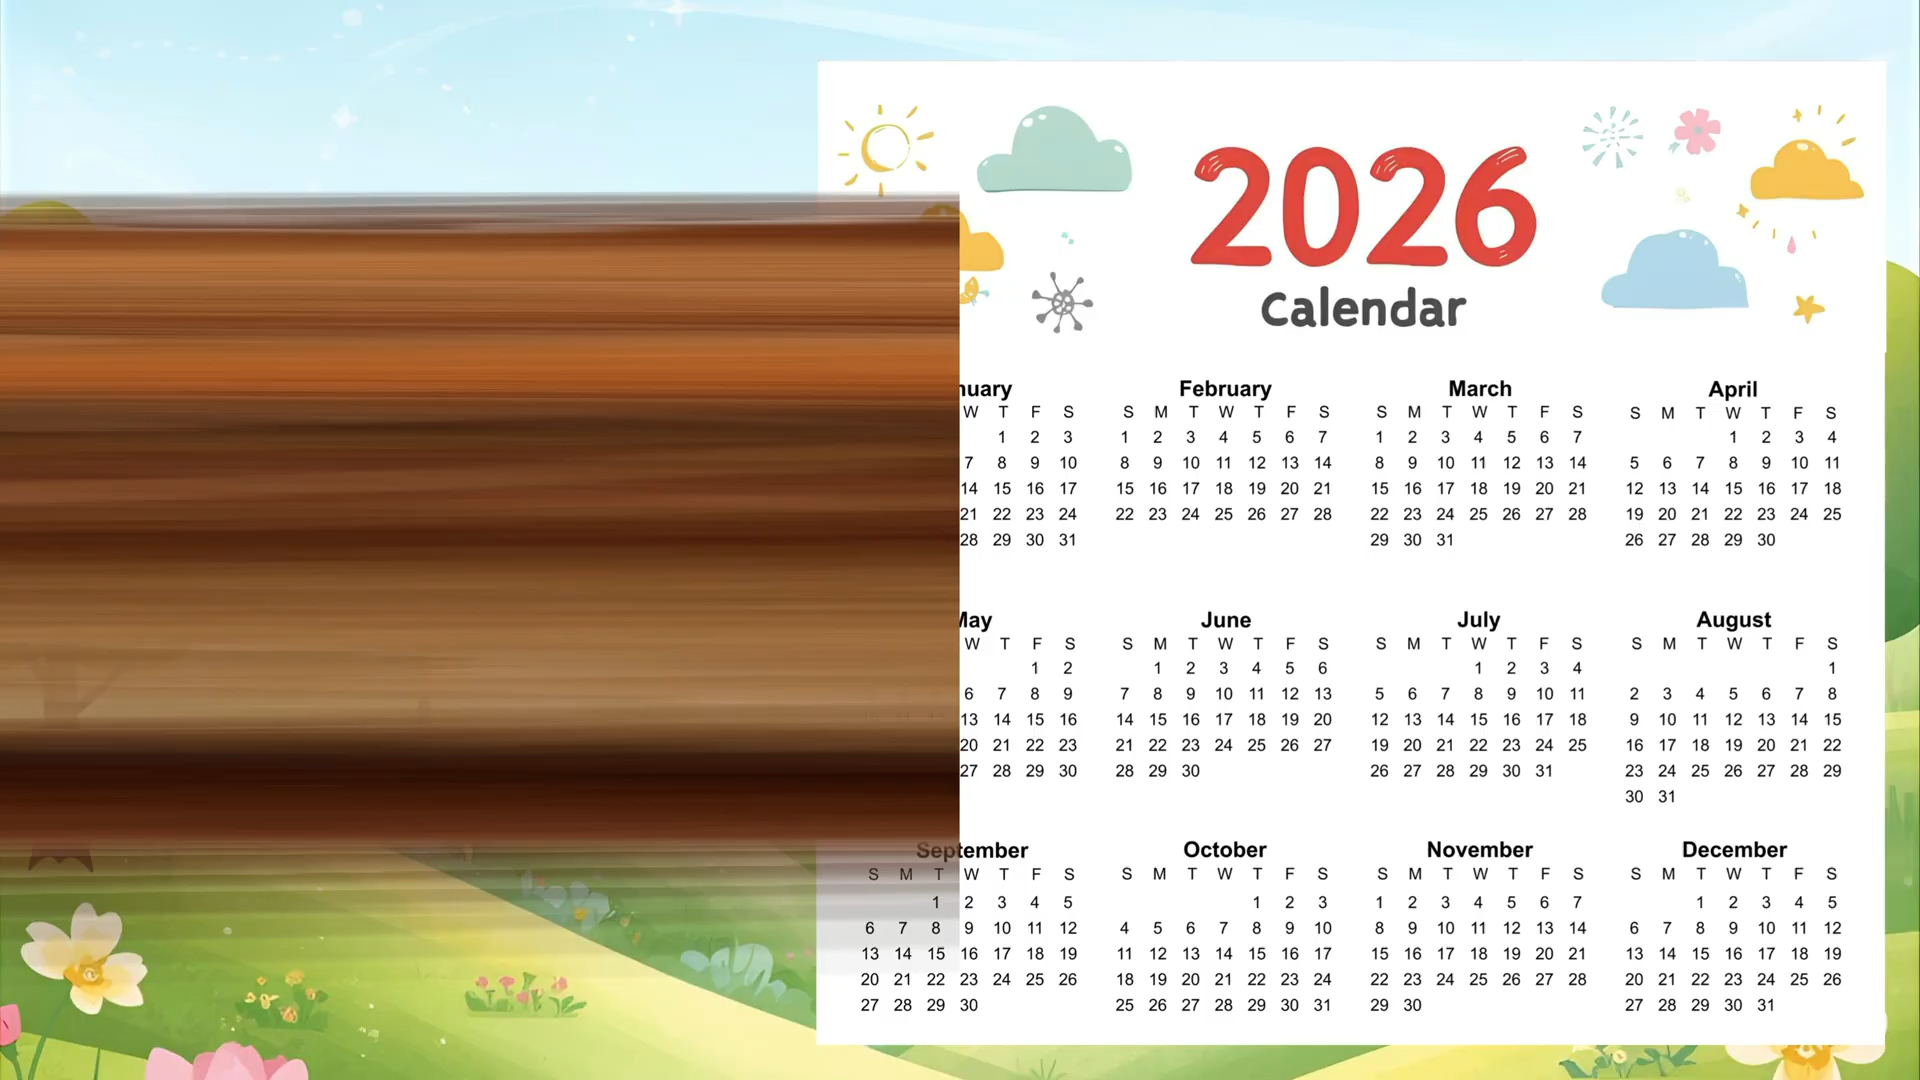 2026
Calendar
nuary February March April
W T F S S M T W T F S S M T W T F S S M T W T F S
1 2 3 1 2 3 4 5 6 7 1 2 3 4 5 6 7 1 2 3 4
7 8 9 10 8 9 10 11 12 13 14 8 9 10 11 12 13 14 5 6 7 8 9 10 11
14 15 16 17 15 16 17 18 19 20 21 15 16 17 18 19 20 21 12 13 14 15 16 17 18
21 22 23 24 22 23 24 25 26 27 28 22 23 24 25 26 27 28 19 20 21 22 23 24 25
28 29 30 31 29 30 31 26 27 28 29 30
May June July August
W T F S S M T W T F S S M T W T F S S M T W T F S
1 2 1 2 3 4 5 6 1 2 3 4 1
6 7 8 9 7 8 9 10 11 12 13 5 6 7 8 9 10 11 2 3 4 5 6 7 8
13 14 15 16 14 15 16 17 18 19 20 12 13 14 15 16 17 18 9 10 11 12 13 14 15
20 21 22 23 21 22 23 24 25 26 27 19 20 21 22 23 24 25 16 17 18 19 20 21 22
27 28 29 30 28 29 30 26 27 28 29 30 31 23 24 25 26 27 28 29
30 31
September October November December
S M T W T F S S M T W T F S S M T W T F S S M T W T F S
1 2 3 4 5 1 2 3 1 2 3 4 5 6 7 1 2 3 4 5
6 7 8 9 10 11 12 4 5 6 7 8 9 10 8 9 10 11 12 13 14 6 7 8 9 10 11 12
13 14 15 16 17 18 19 11 12 13 14 15 16 17 15 16 17 18 19 20 21 13 14 15 16 17 18 19
20 21 22 23 24 25 26 18 19 20 21 22 23 24 22 23 24 25 26 27 28 20 21 22 23 24 25 26
27 28 29 30 25 26 27 28 29 30 31 29 30 27 28 29 30 31